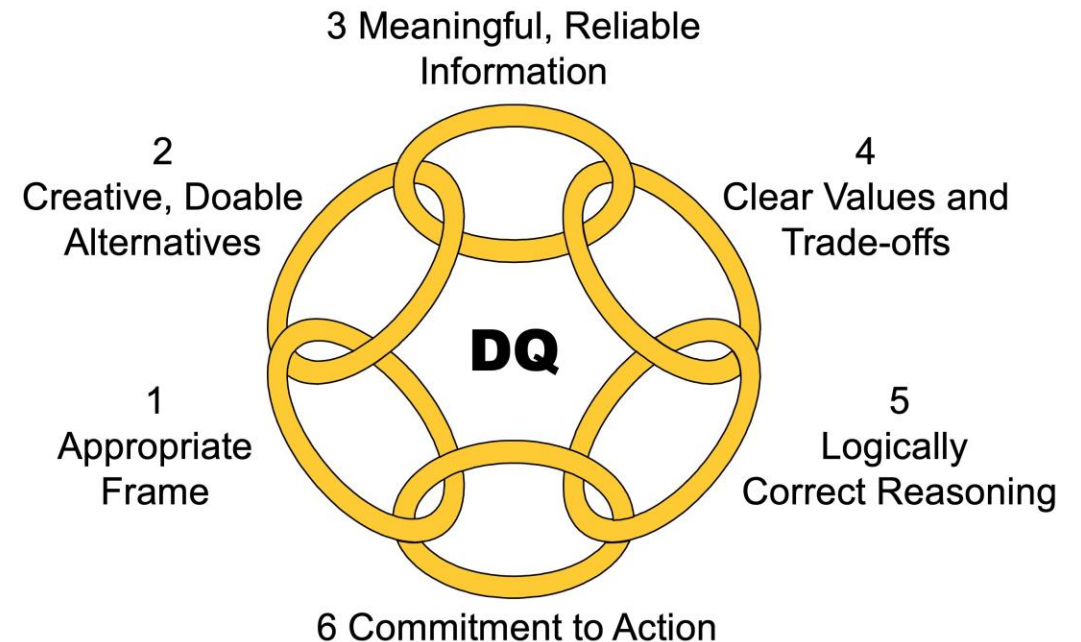 3 Meaningful, Reliable
Information
2
Creative, Doable
Alternatives
4
Clear Values and
Trade-offs
DQ
1
Appropriate
Frame
5
Logically
Correct Reasoning
6 Commitment to Action